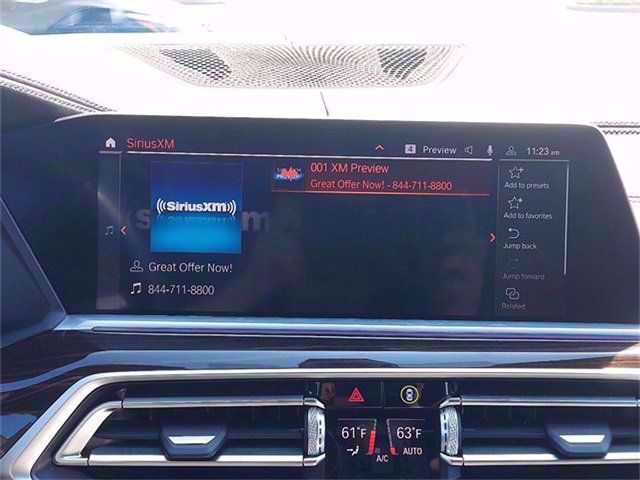 SiriusXM
4 Preview 11:23 am
001 XM Preview
Great Offer Now! - 844-711-8800
((SiriusXM))
Great Offer Now!
844-711-8800
Add to presets
Add to favorites
Jump back
Jump forward
Related
61°F 63°F
A/C AUTO